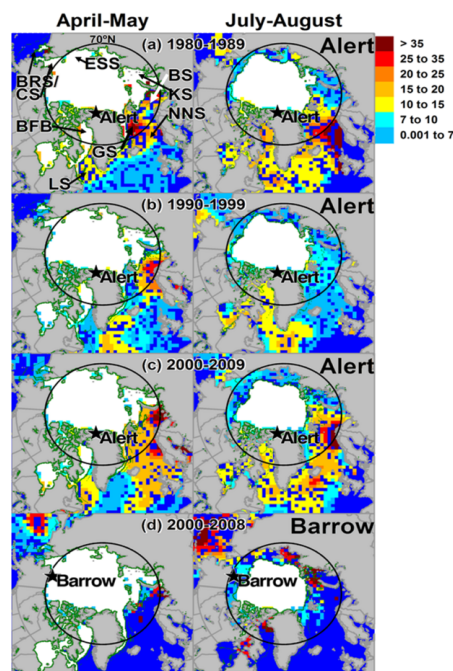 April-May July-August
70°N (a) 1980-1989 Alert
ESS BS
BRS/ KS
CS
BFB Alert NNS
GS
LS
> 35
25 to 35
20 to 25
15 to 20
10 to 15
7 to 10
0.001 to 7
Alert
(b) 1990-1999 Alert
Alert Alert
(c) 2000-2009 Alert
Alert Alert
(d) 2000-2008 Barrow
Barrow Barrow